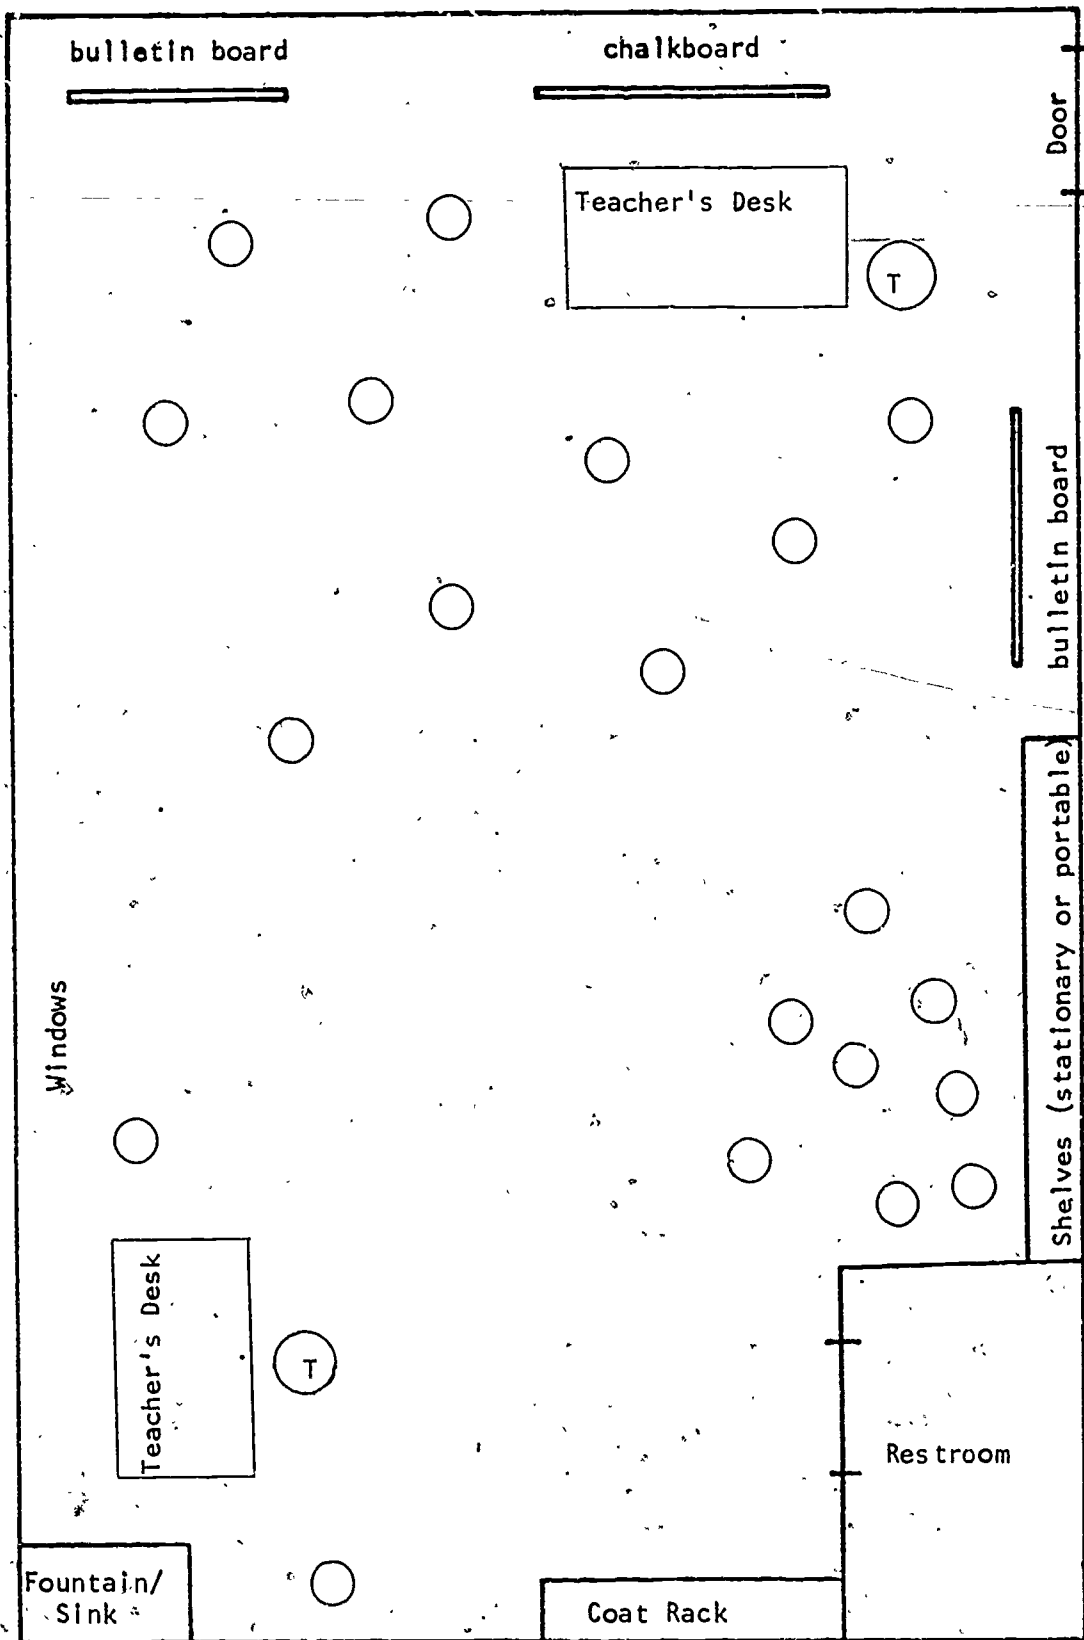 bulletin board
chalkboard
Door
Teacher's Desk
T
bulletin board
Shelves (stationary or portable)
Windows
Teacher's Desk
T
Restroom
Fountain/
Sink
Coat Rack